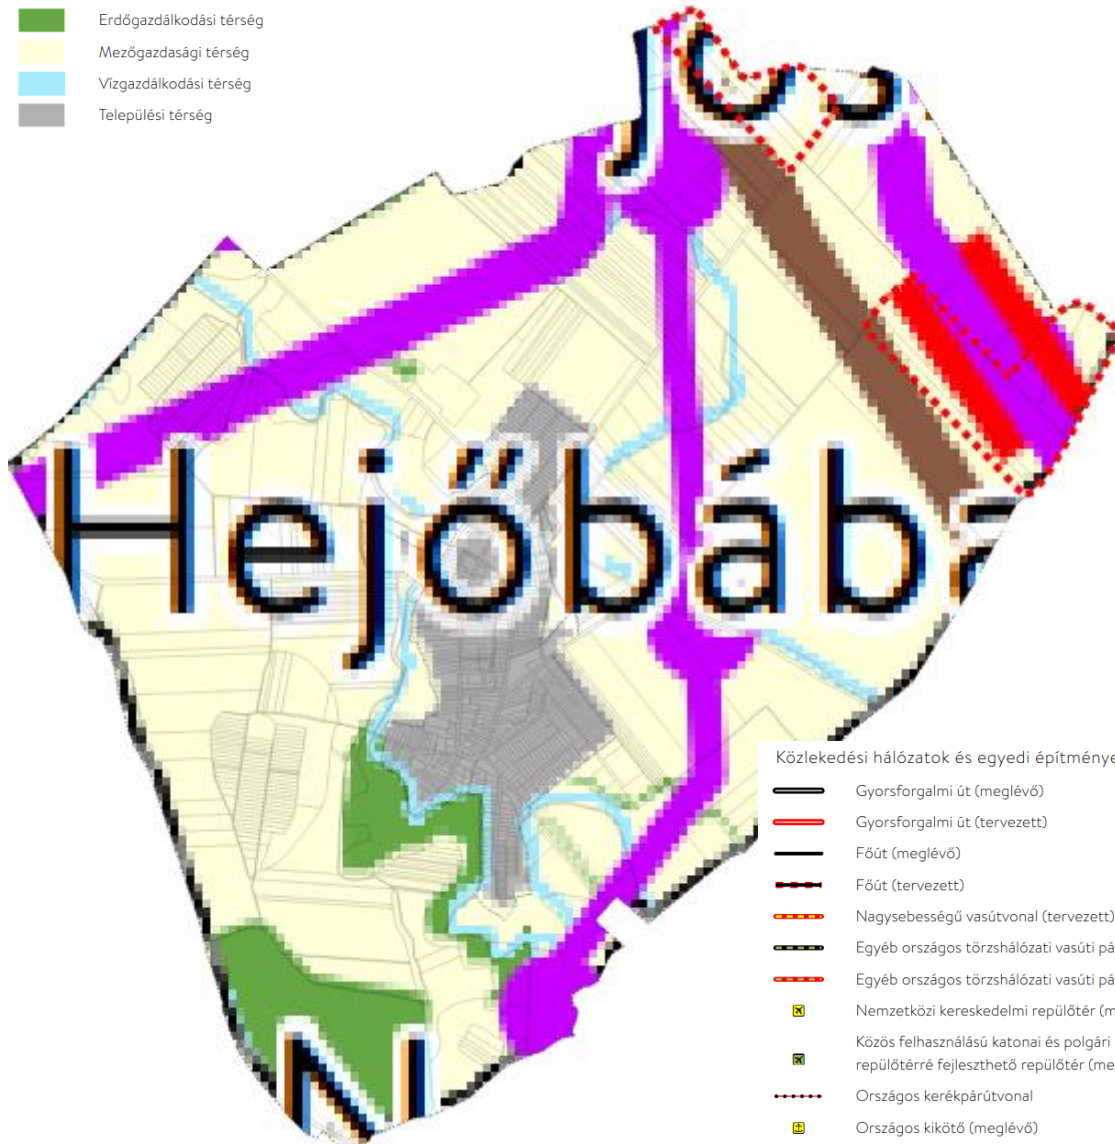 Erdőgazdálkodási térség
Mezőgazdasági térség
Vízgazdálkodási térség
Települési térség
Hejőbába
Közlekedési hálózatok és egyedi építménye
Gyorsforgalmi út (meglévő)
Gyorsforgalmi út (tervezett)
Főút (meglévő)
Főút (tervezett)
Nagysebességű vasútvonal (tervezett)
Egyéb országos törzshálózati vasúti pá
Egyéb országos törzshálózati vasúti pá
Nemzetközi kereskedelmi repülőtér (m
Közös felhasználású katonai és polgári
repülőtérré fejleszthető repülőtér (me
Országos kerékpárútvonal
Országos kikötő (meglévő)